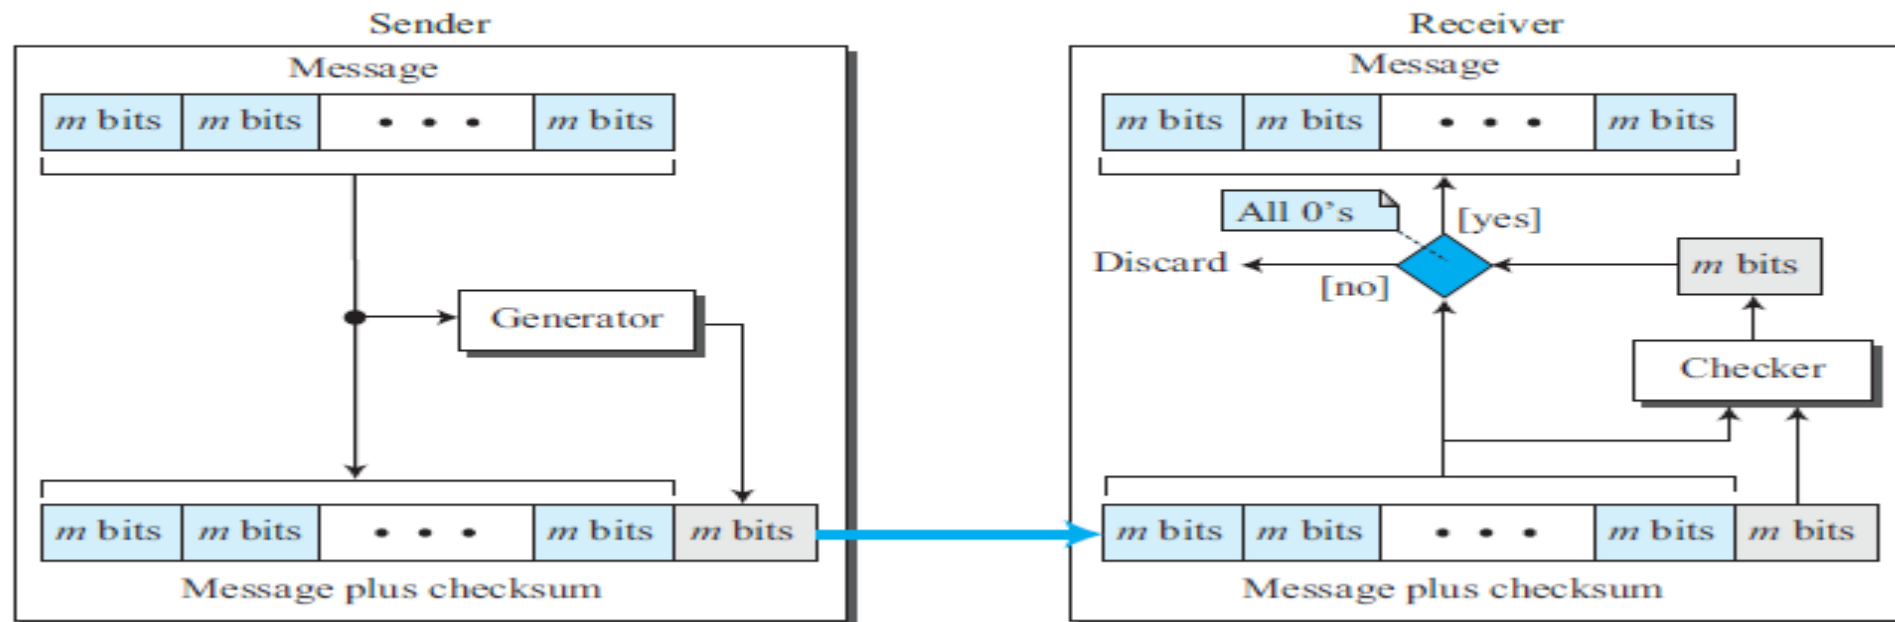 Sender
Message
m bits m bits • • • m bits
Generator
m bits m bits • • • m bits m bits
Message plus checksum
Receiver
Message
m bits m bits • • • m bits
All 0’s
[yes]
Discard
[no]
m bits
Checker
m bits m bits • • • m bits m bits
Message plus checksum